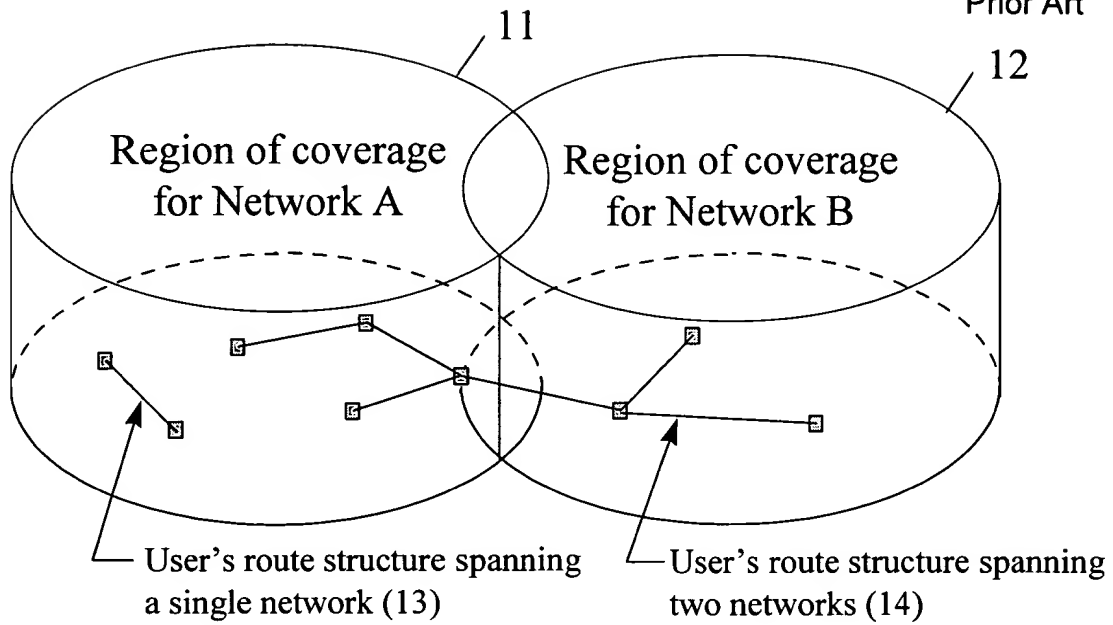 Prior Art
11
12
Region of coverage
for Network A
Region of coverage
for Network B
User's route structure spanning
a single network (13)
User's route structure spanning
two networks (14)